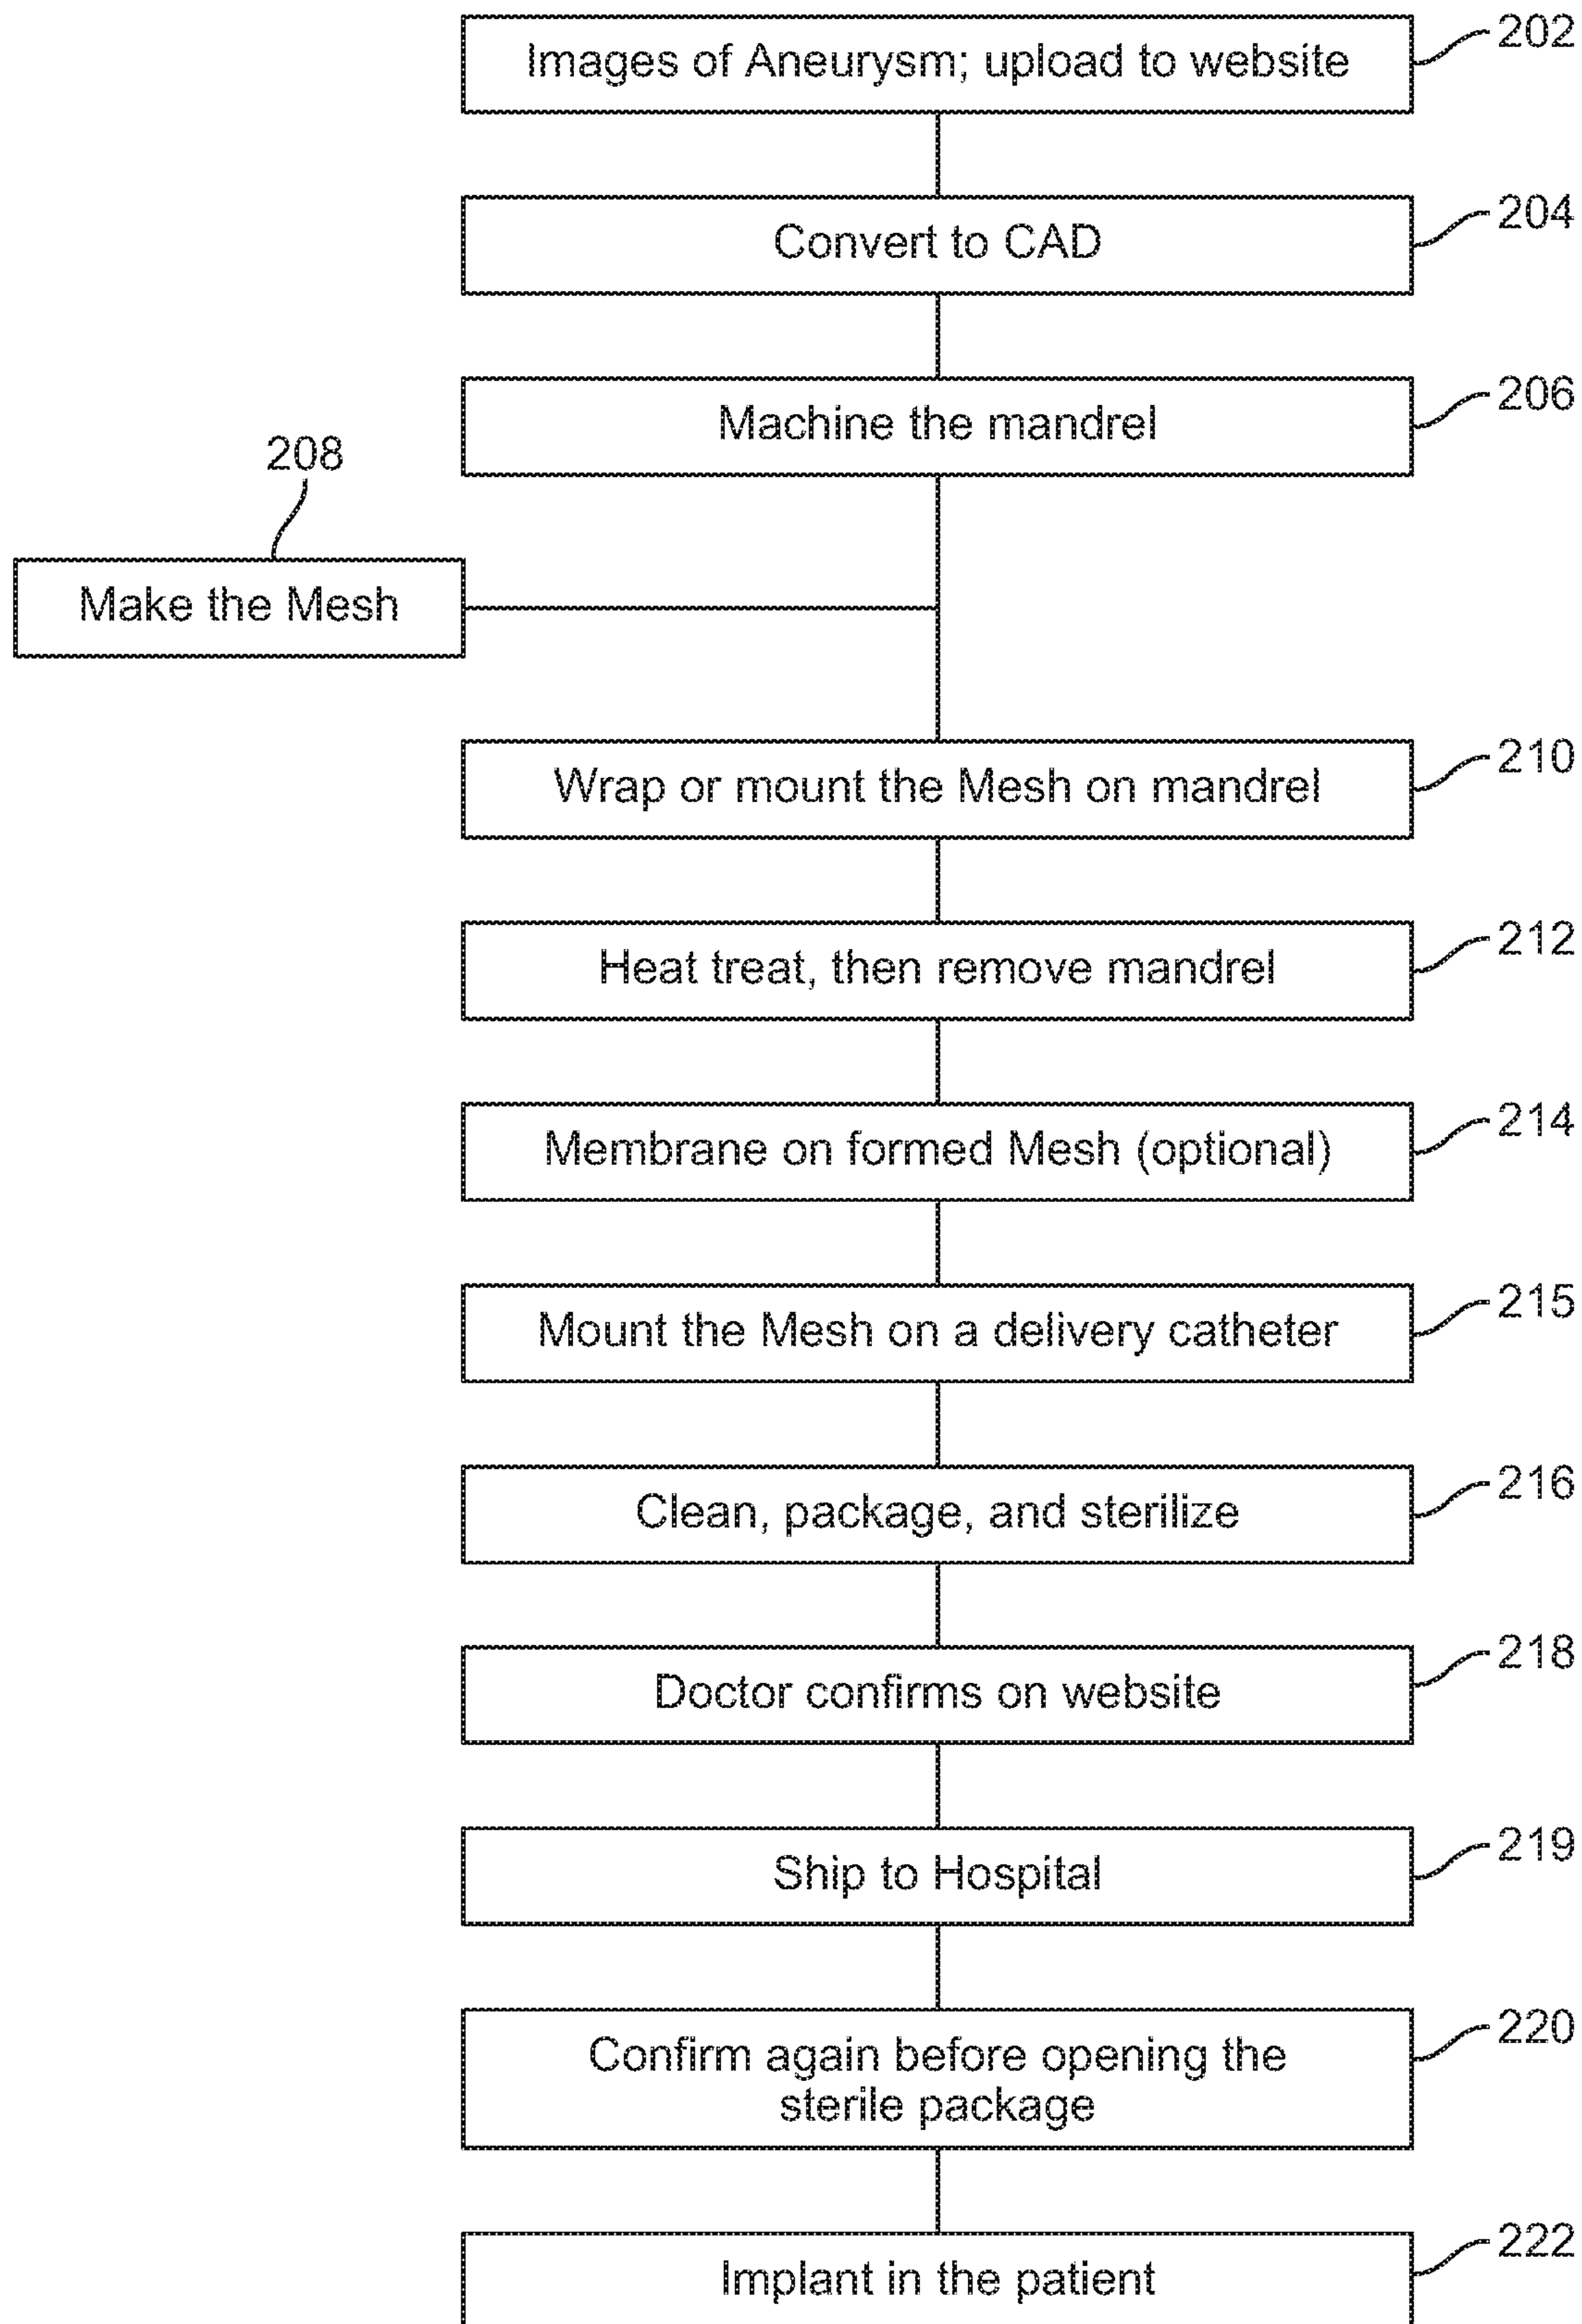 Images of Aneurysm; upload to website
202
Convert to CAD
204
Machine the mandrel
206
208
Make the Mesh
Wrap or mount the Mesh on mandrel
210
Heat treat, then remove mandrel
212
Membrane on formed Mesh (optional)
214
Mount the Mesh on a delivery catheter
215
Clean, package, and sterilize
216
Doctor confirms on website
218
Ship to Hospital
219
Confirm again before opening the
sterile package
220
Implant in the patient
222